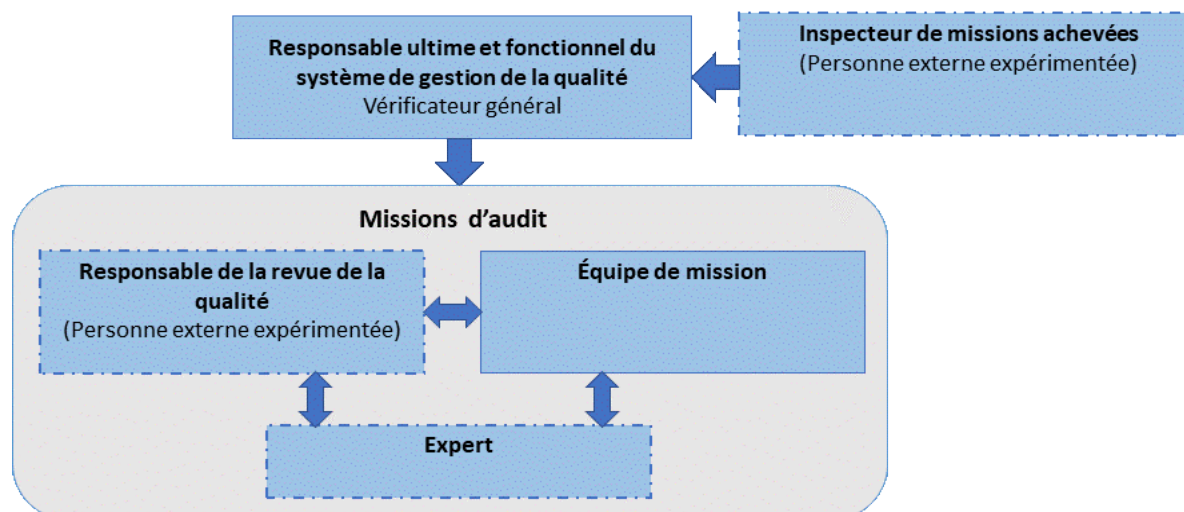 Responsable ultime et fonctionnel du
système de gestion de la qualité
Vérificateur général
Inspecteur de missions achevées
(Personne externe expérimentée)
Missions d’audit
Responsable de la revue de la
qualité
(Personne externe expérimentée)
Équipe de mission
Expert